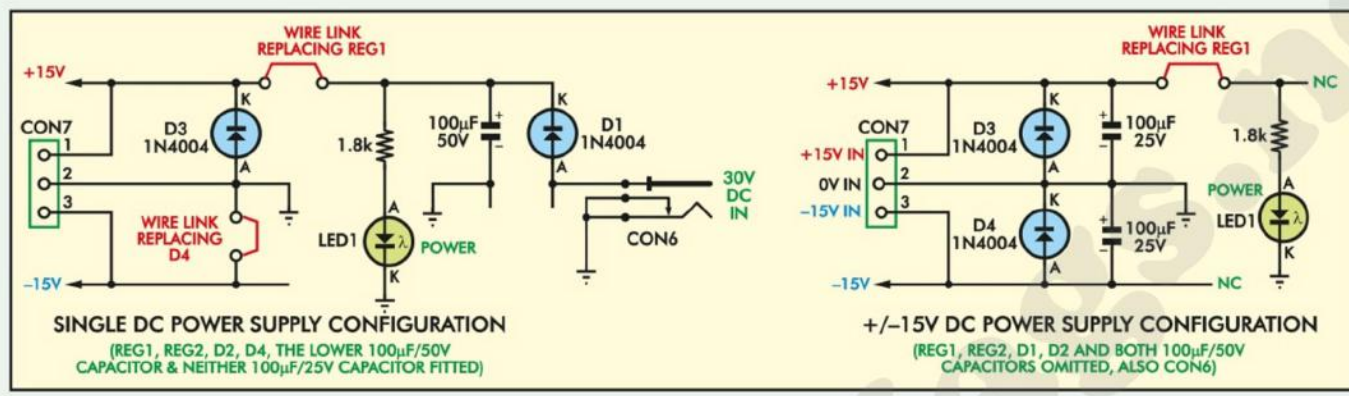 WIRE LINK
REPLACING REG1
+15V
K
D3
1N4004
A
CON7
1
2
3
WIRE LINK
REPLACING
D4
–15V
1.8k
A
LED1
λ
POWER
K
100µF
50V
+
–
K
D1
1N4004
A
30V
DC
IN
CON6
SINGLE DC POWER SUPPLY CONFIGURATION
(REG1, REG2, D2, D4, THE LOWER 100µF/50V
CAPACITOR & NEITHER 100µF/25V CAPACITOR FITTED)
WIRE LINK
REPLACING REG1
+15V
NC
CON7
+15V IN
1
0V IN
2
–15V IN
3
K
D3
1N4004
A
+
100µF
25V
–
K
D4
1N4004
A
+
100µF
25V
–
1.8k
POWER
A
LED1
λ
K
–15V
NC
+/–15V DC POWER SUPPLY CONFIGURATION
(REG1, REG2, D1, D2 AND BOTH 100µF/50V
CAPACITORS OMITTED, ALSO CON6)